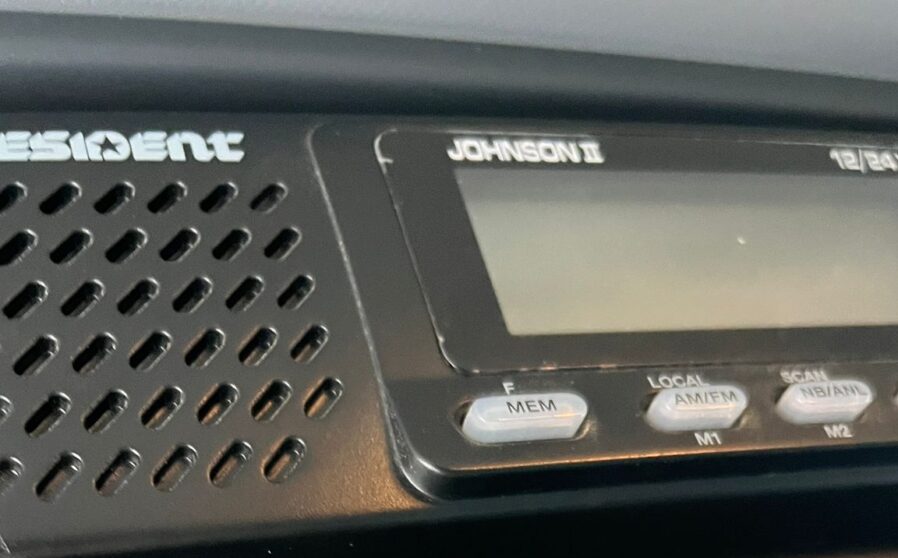 ESIDENT
JOHNSON II
12/24
F
MEM
LOCAL
AM/FM
M1
SCAN
NB/ANL
M2